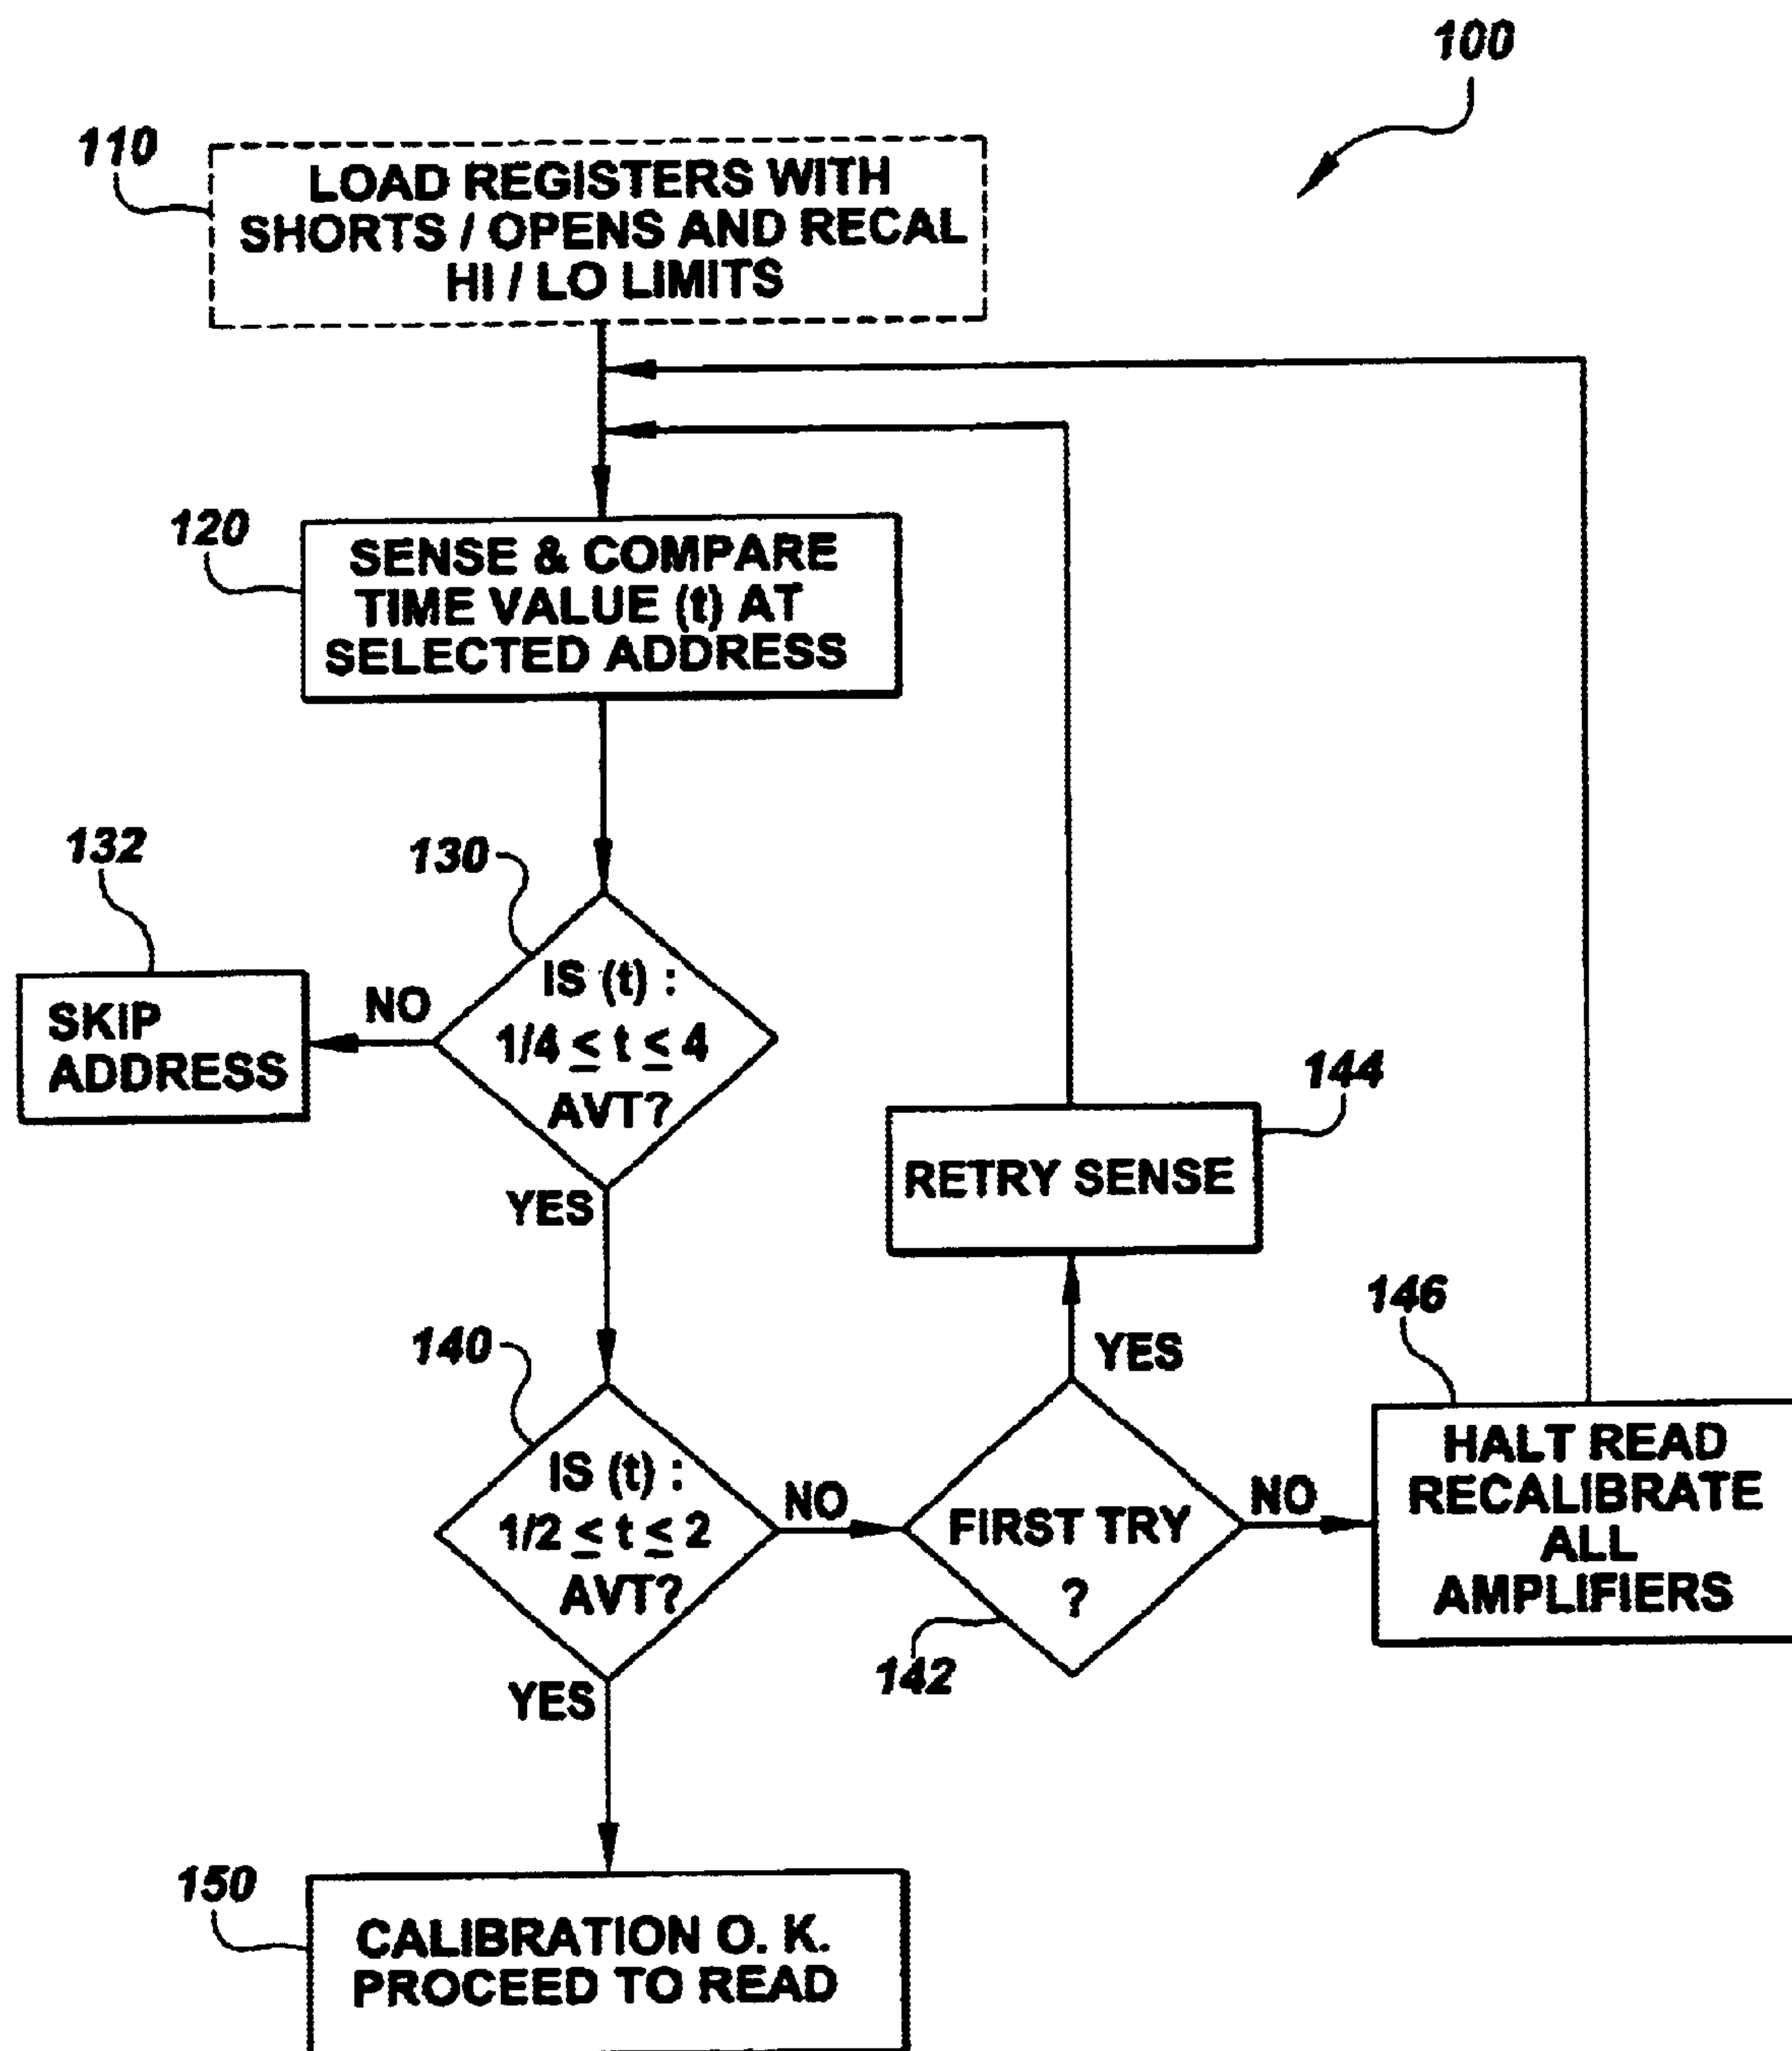 100
110
LOAD REGISTERS WITH
SHORTS / OPENS AND RECAL
HI / LO LIMITS
120
SENSE & COMPARE
TIME VALUE (t) AT
SELECTED ADDRESS
132
130
SKIP
ADDRESS
NO
IS (t) :
1/4 ≤ t ≤ 4
AVT?
YES
144
RETRY SENSE
140
IS (t) :
1/2 ≤ t ≤ 2
AVT?
NO
YES
FIRST TRY
?
142
YES
NO
146
HALT READ
RECALIBRATE
ALL
AMPLIFIERS
150
CALIBRATION O. K.
PROCEED TO READ